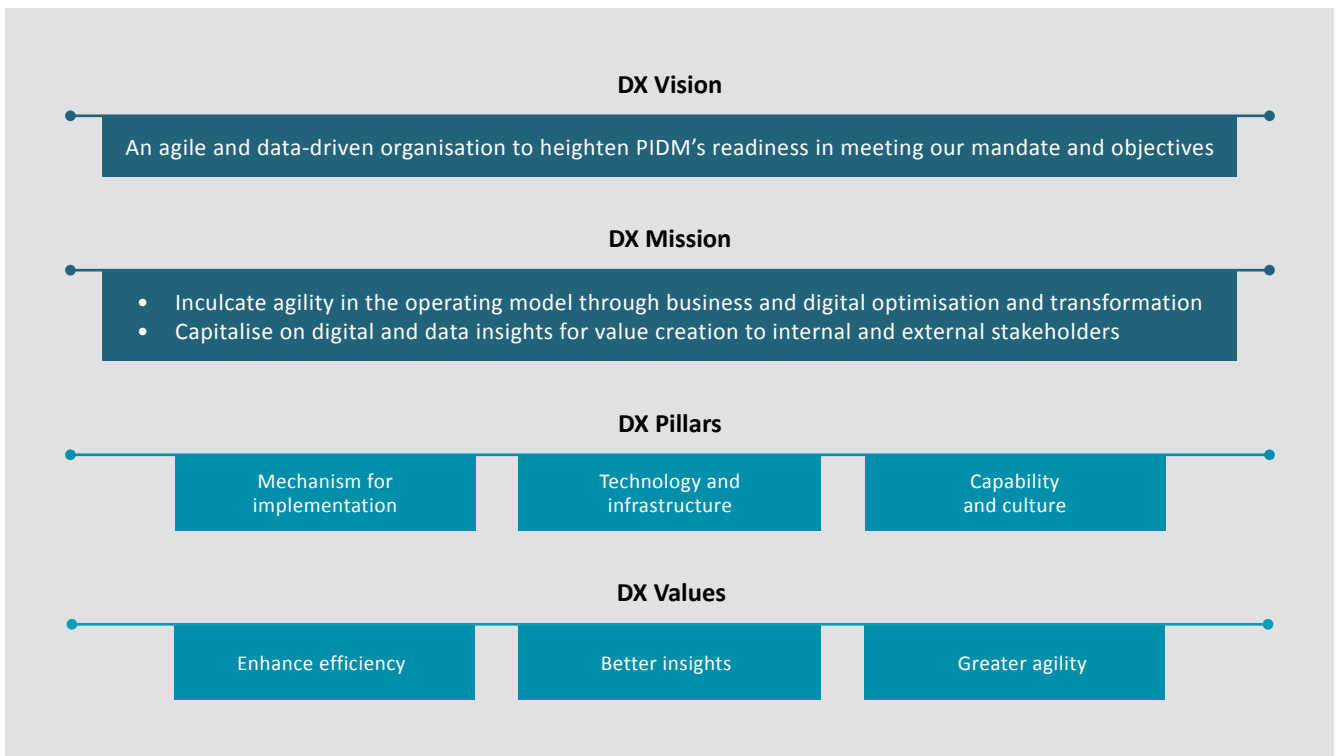 DX Vision
An agile and data-driven organisation to heighten PIDM’s readiness in meeting our mandate and objectives
DX Mission
• Inculcate agility in the operating model through business and digital optimisation and transformation
• Capitalise on digital and data insights for value creation to internal and external stakeholders
DX Pillars
Mechanism for
implementation
Technology and
infrastructure
Capability
and culture
DX Values
Enhance efficiency
Better insights
Greater agility